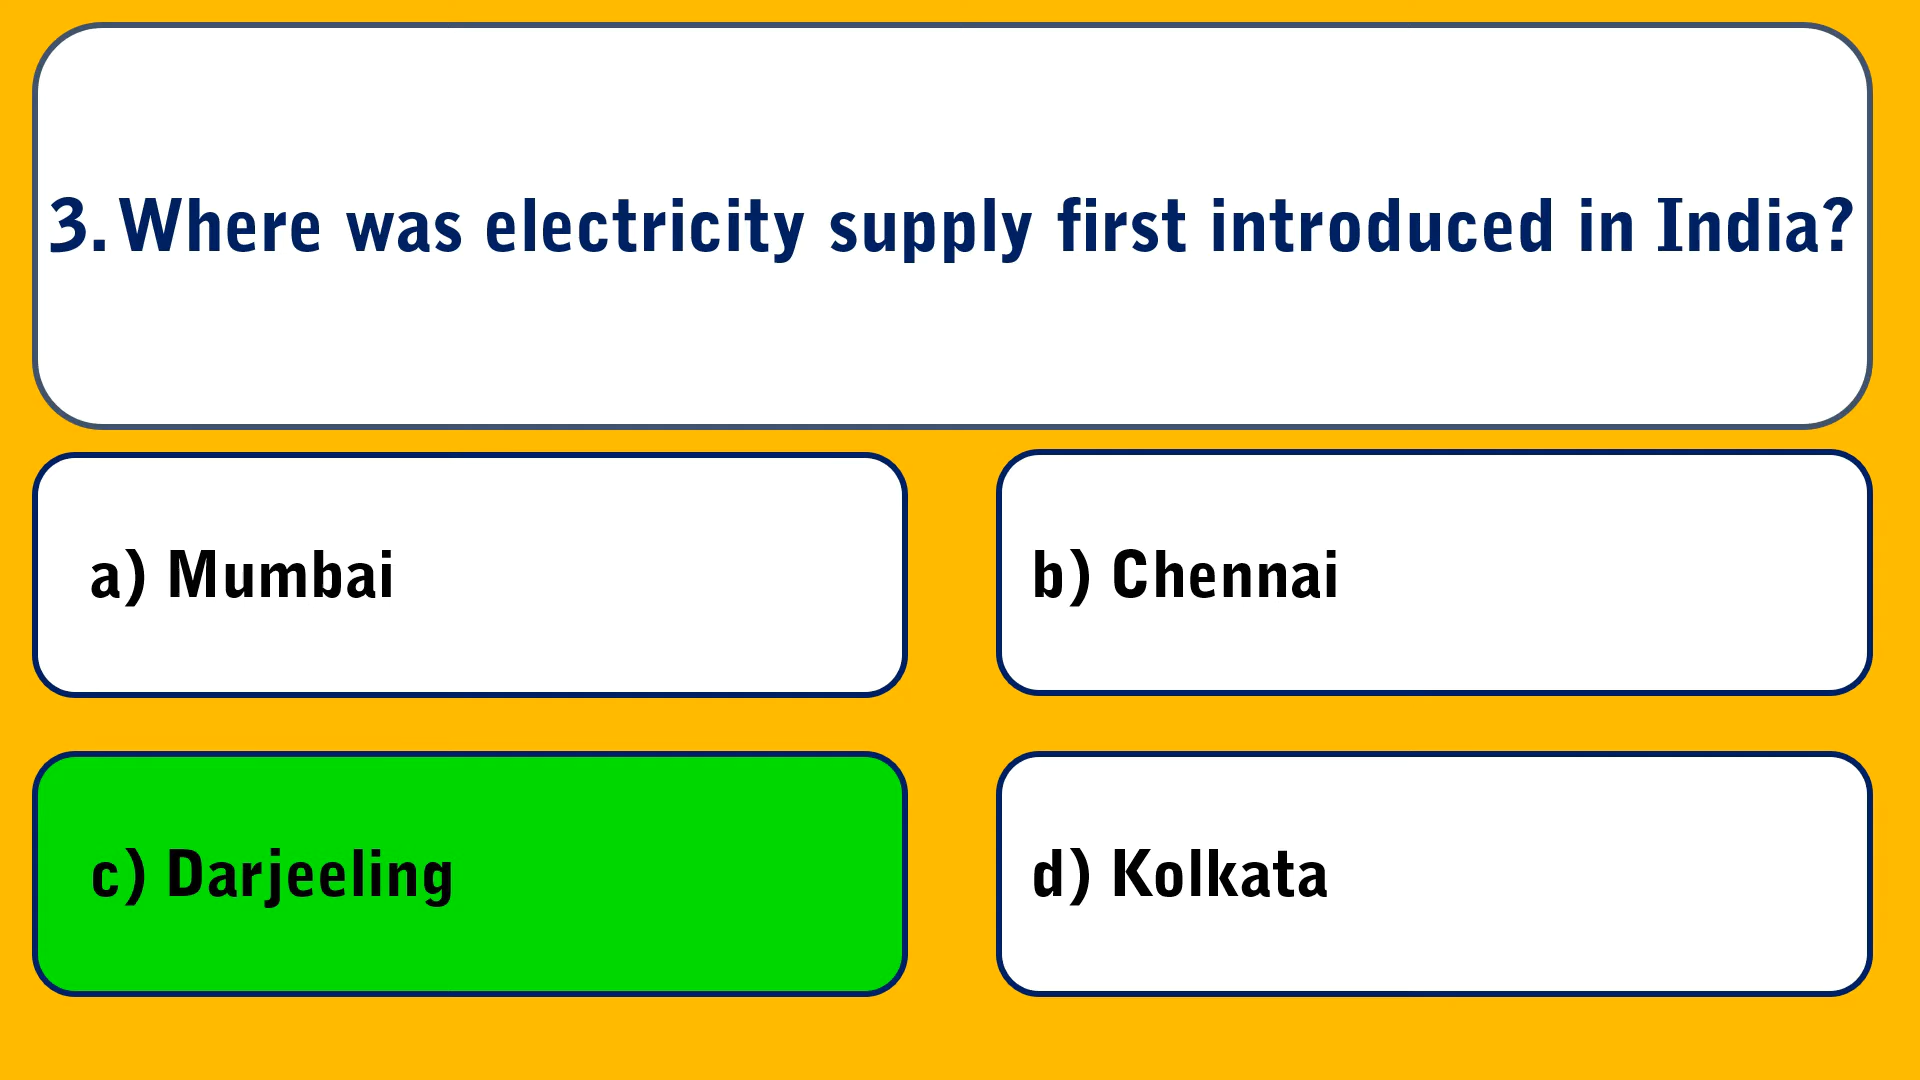 3. Where was electricity supply first introduced in India?
a) Mumbai
b) Chennai
c) Darjeeling
d) Kolkata